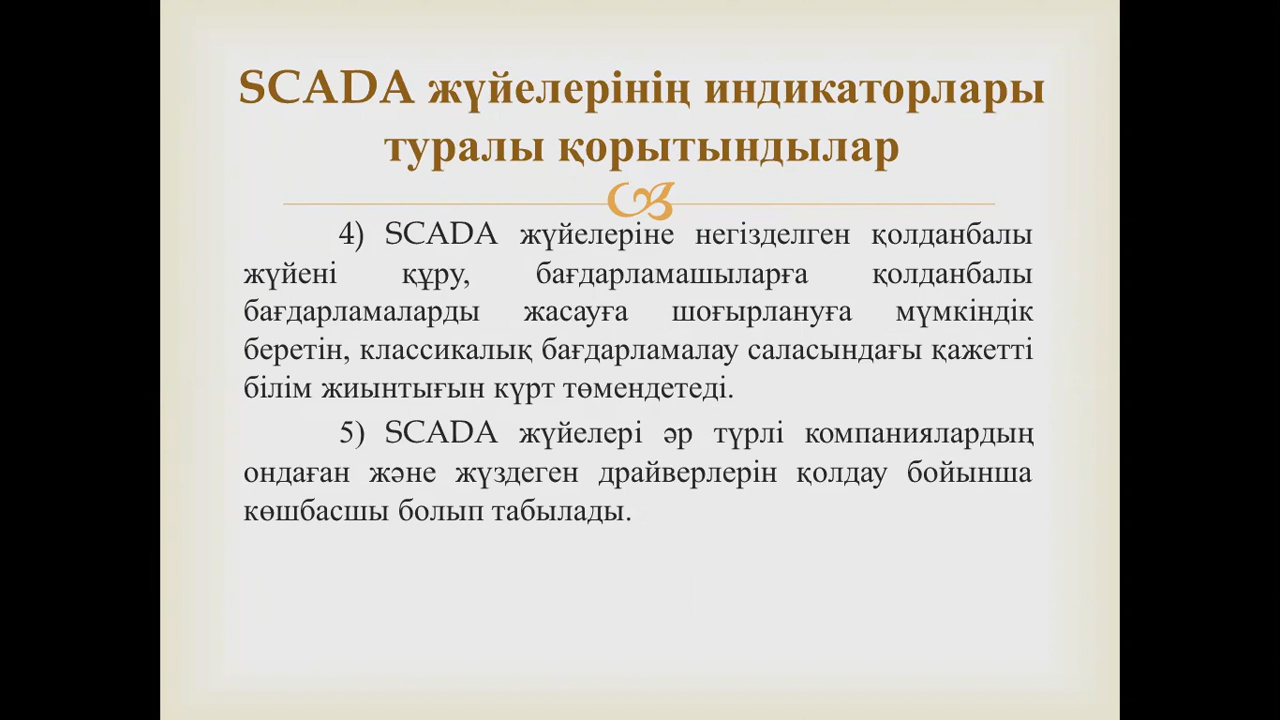 SCADA жүйелерінің индикаторлары
туралы қорытындылар
4) SCADA жүйелеріне негізделген қолданбалы
жүйені құру, бағдарламашыларға қолданбалы
бағдарламаларды жасауға шоғырлануға мүмкіндік
беретін, классикалық бағдарламалау саласындағы қажетті
білім жиынтығын күрт төмендетеді.
5) SCADA жүйелері әр түрлі компаниялардың
ондаған және жүздеген драйверлерін қолдау бойынша
көшбасшы болып табылады.